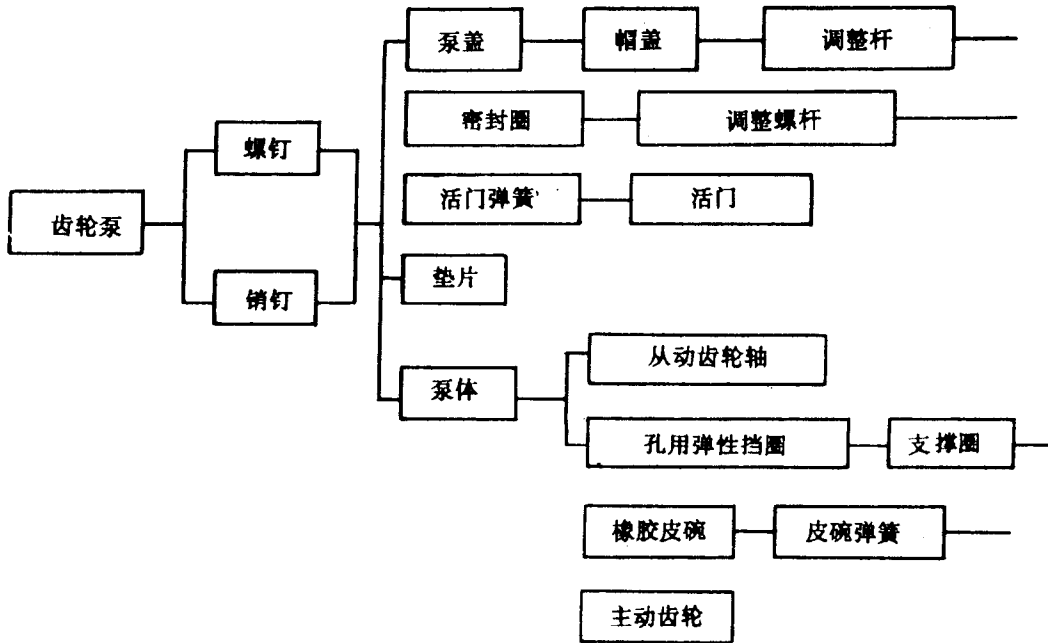 泵盖
帽盖
调整杆
密封圈
调整螺杆
螺钉
活门弹簧
活门
齿轮泵
垫片
销钉
从动齿轮轴
泵体
孔用弹性挡圈
支撑圈
橡胶皮碗
皮碗弹簧
主动齿轮